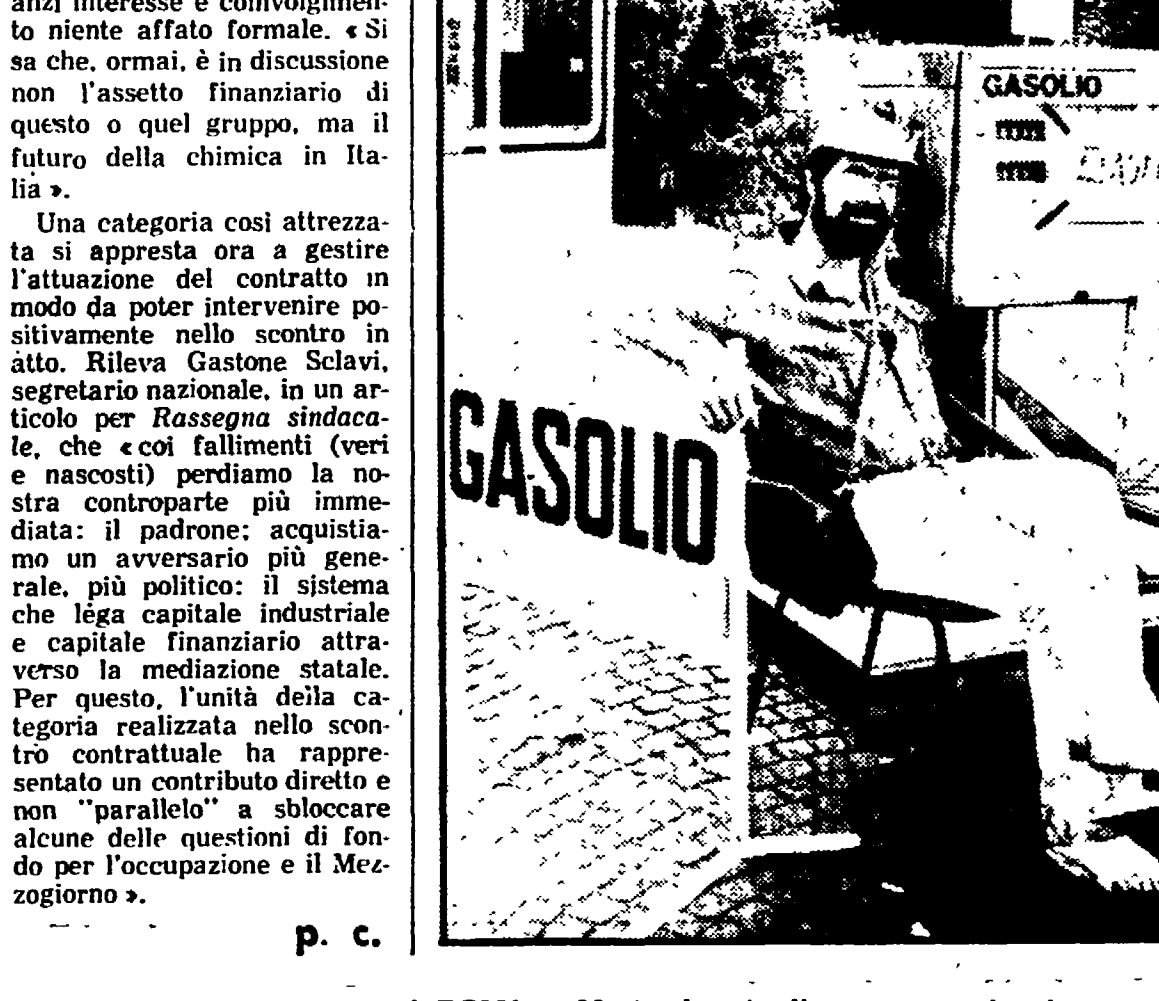 anzi interesse e coinvolgimen-
to niente affato formale. « Si
sa che, ormai, è in discussione
non l'assetto finanziario di
questo o quel gruppo, ma il
futuro della chimica in Ita-
lia ».
Una categoria così attrezza-
ta si appresta ora a gestire
l'attuazione del contratto in
modo da poter intervenire po-
sitivamente nello scontro in
atto. Rileva Gastone Sclavi,
segretario nazionale, in un ar-
ticolo per Rassegna sindaca-
le, che « coi fallimenti (veri
e nascosti) perdiamo la no-
stra controparte più imme-
diata: il padrone; acquistia-
mo un avversario più gene-
rale, più politico: il sistema
che lega capitale industriale
e capitale finanziario attra-
verso la mediazione statale.
Per questo, l'unità della ca-
tegoria realizzata nello scon-
tro contrattuale ha rappre-
sentato un contributo diretto e
non "parallelo" a sbloccare
alcune delle questioni di fon-
do per l'occupazione e il Mez-
zogiorno ».
p. c.
GASOLIO
GASOLIO